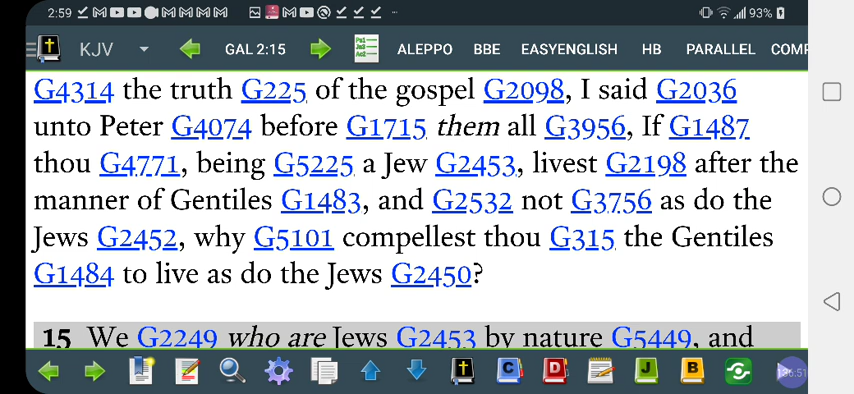 2:59 93%
KJV GAL 2:15 ALEPPO BBE EASYENGLISH HB PARALLEL COMP
G4314 the truth G225 of the gospel G2098, I said G2036
unto Peter G4074 before G1715 them all G3956, If G1487
thou G4771, being G5225 a Jew G2453, livest G2198 after the
manner of Gentiles G1483, and G2532 not G3756 as do the
Jews G2452, why G5101 compellest thou G315 the Gentiles
G1484 to live as do the Jews G2450?
15 We G2249 who are Jews G2453 by nature G5449, and
C D J B